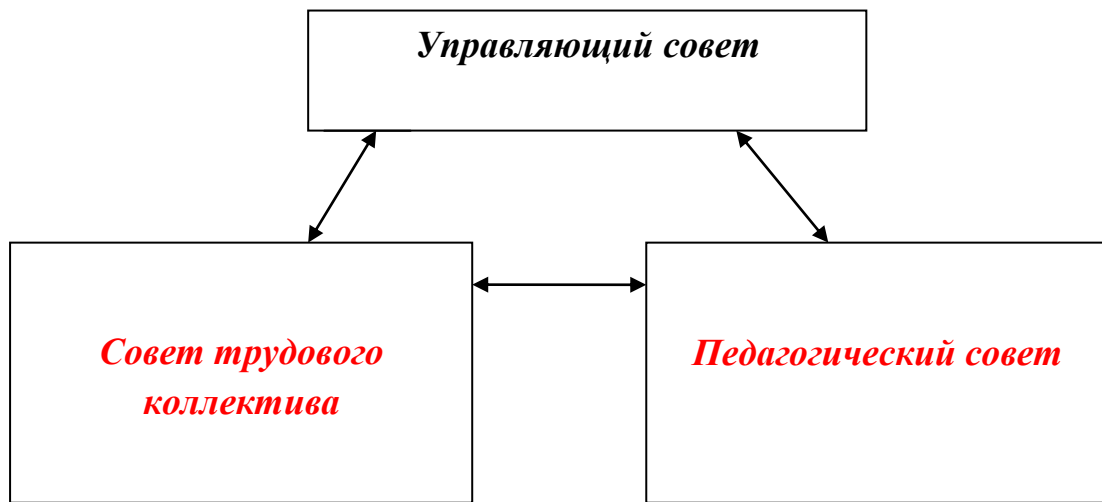 Управляющий совет
Совет трудового
коллектива
Педагогический совет